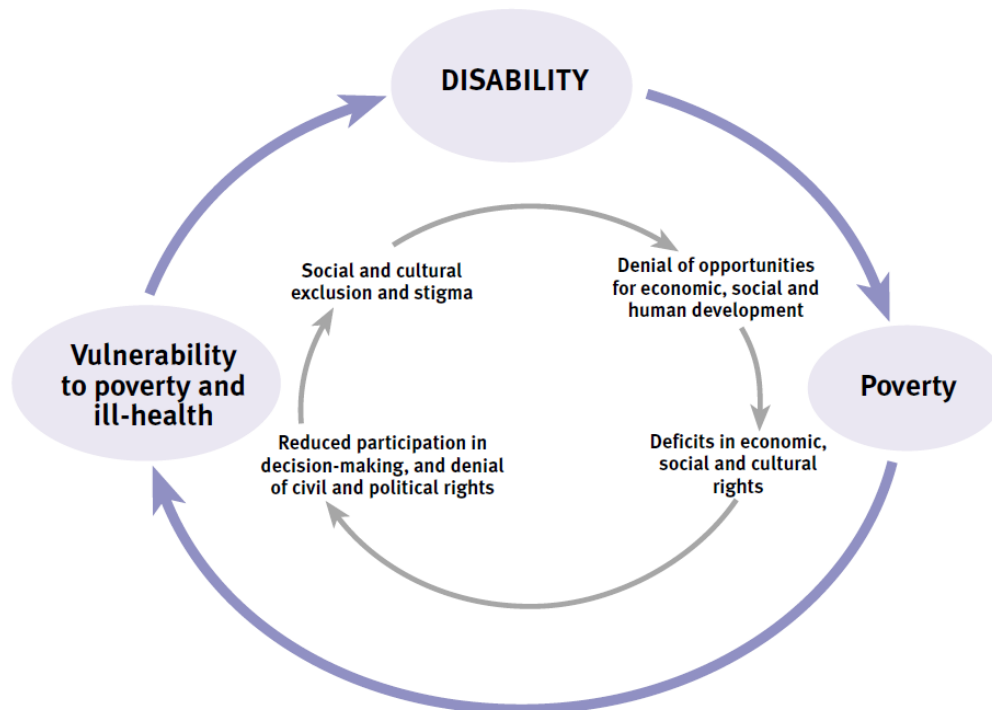 DISABILITY
Social and cultural
exclusion and stigma
Denial of opportunities
for economic, social and
human development
Vulnerability
to poverty and
ill-health
Poverty
Reduced participation in
decision-making, and denial
of civil and political rights
Deficits in economic,
social and cultural
rights